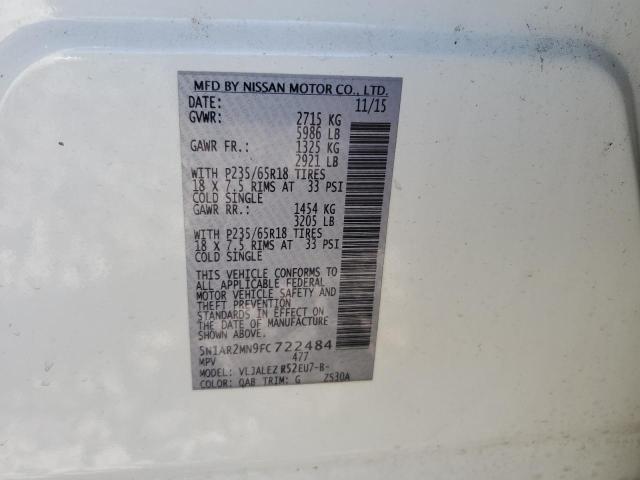 MFD BY NISSAN MOTOR CO., LTD.
DATE: 11/15
GVWR: 2715 KG
5986 LB
GAWR FR.: 1325 KG
2921 LB
WITH P235/65R18 TIRES
18 X 7.5 RIMS AT 33 PSI
COLD SINGLE
GAWR RR.: 1454 KG
3205 LB
WITH P235/65R18 TIRES
18 X 7.5 RIMS AT 33 PSI
COLD SINGLE
THIS VEHICLE CONFORMS TO
ALL APPLICABLE FEDERAL
MOTOR VEHICLE SAFETY AND
THEFT PREVENTION
STANDARDS IN EFFECT ON
THE DATE OF MANUFACTURE
SHOWN ABOVE.
5N1AR2MN9FC722484
MPV 477
MODEL: VLJALEZ R52EU7-B-
COLOR: QAB TRIM: G ZS30A